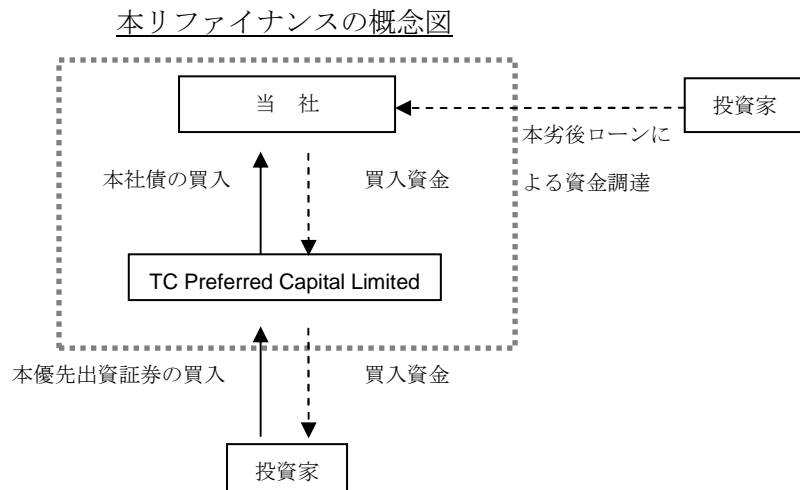 本リファイナンスの概念図
当　社
投資家
本劣後ローンに
よる資金調達
本社債の買入
買入資金
TC Preferred Capital Limited
本優先出資証券の買入
買入資金
投資家